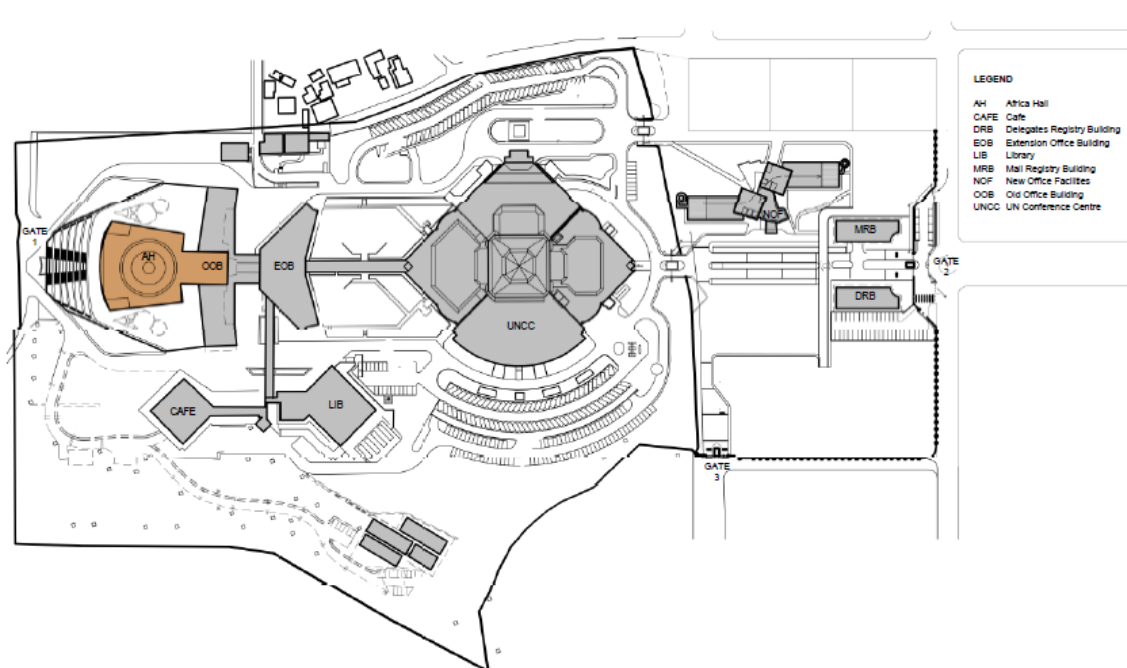 LEGEND
AH Africa Hall
CAFE Cafe
DRB Delegates Registry Building
EOB Extension Office Building
LIB Library
MRB Mail Registry Building
NOF New Office Facilities
OOB Old Office Building
UNCC UN Conference Centre
GATE
1
AH
OOB
EOB
UNCC
CAFE
LIB
NOF
MRB
DRB
GATE
2
GATE
3